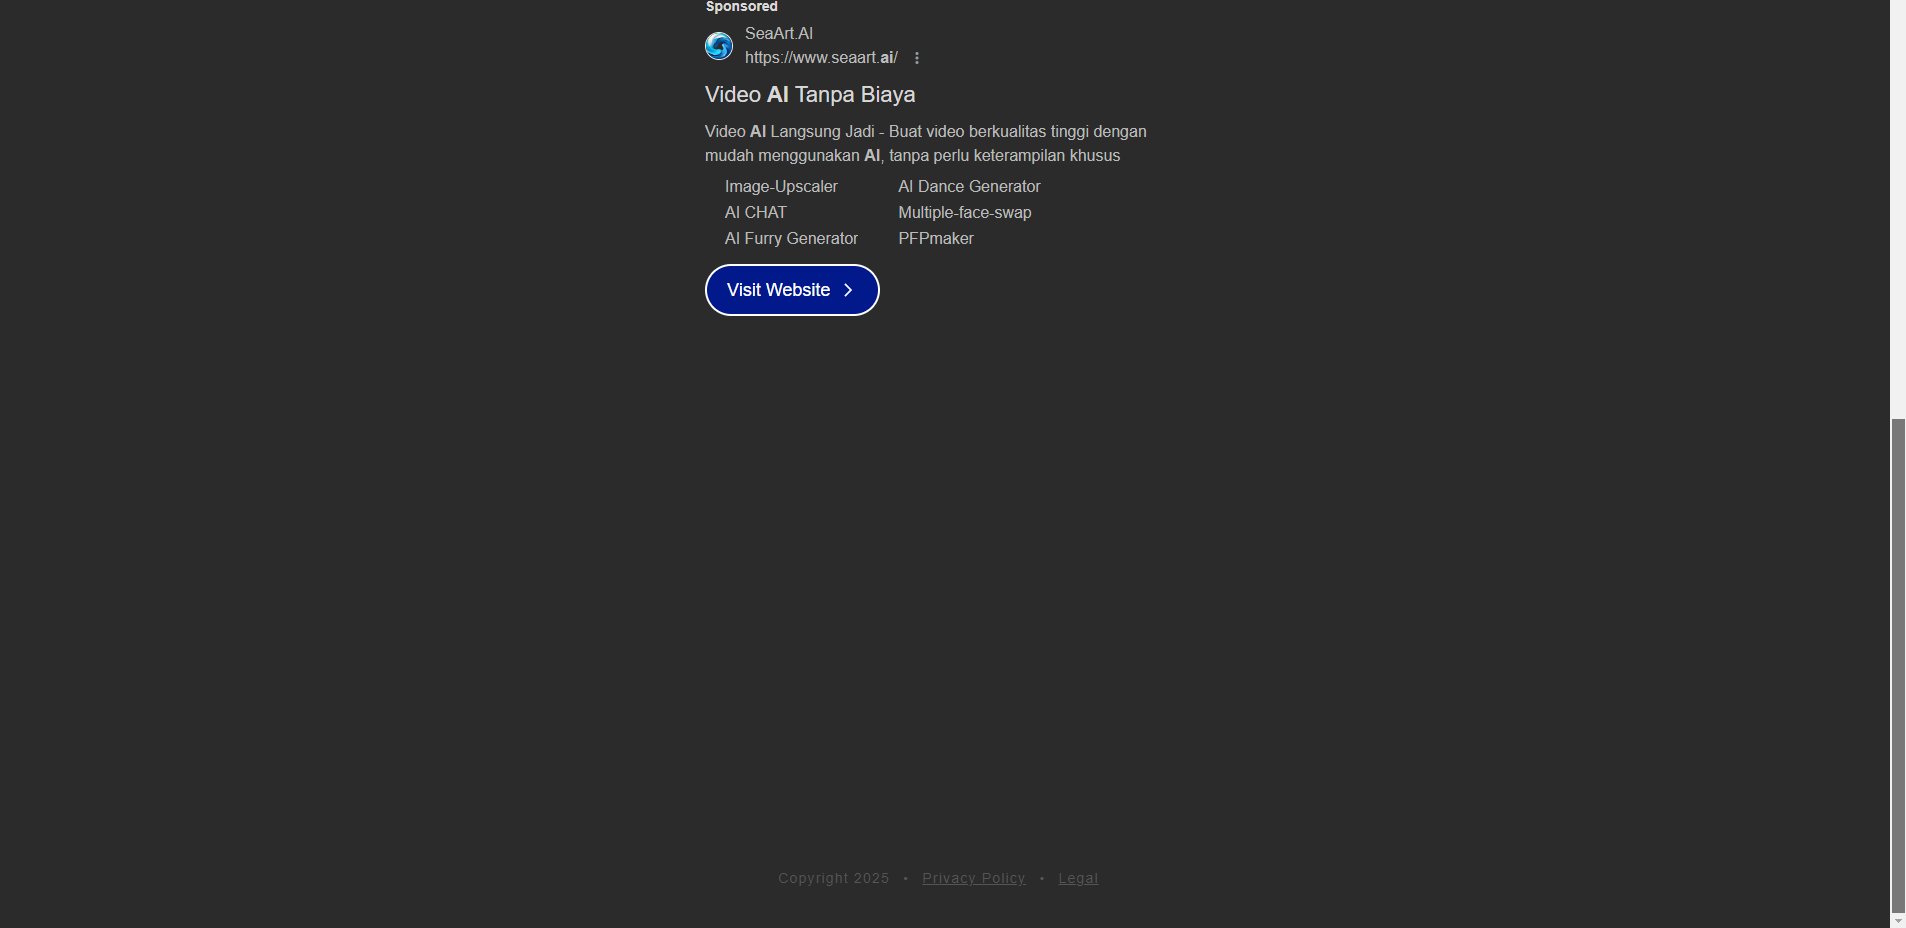 Sponsored
SeaArt.AI
https://www.seaart.ai/
Video AI Tanpa Biaya
Video AI Langsung Jadi - Buat video berkualitas tinggi dengan
mudah menggunakan AI, tanpa perlu keterampilan khusus
Image-Upscaler AI Dance Generator
AI CHAT Multiple-face-swap
AI Furry Generator PFPmaker
Visit Website
Copyright 2025 • Privacy Policy • Legal